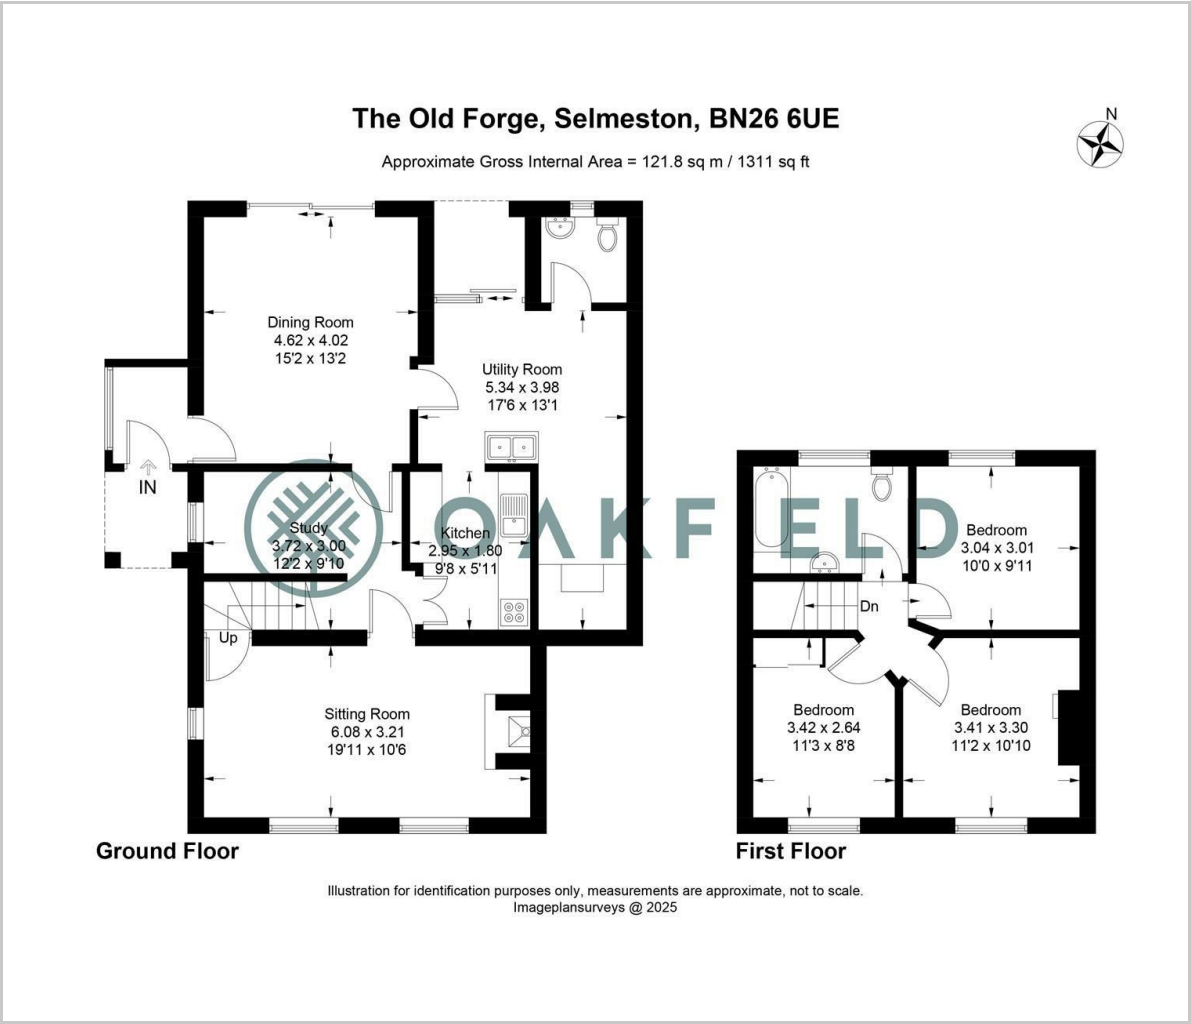 The Old Forge, Selmeston, BN26 6UE
Approximate Gross Internal Area = 121.8 sq m / 1311 sq ft
N
Dining Room
4.62 x 4.02
15'2 x 13'2
Utility Room
5.34 x 3.98
17'6 x 13'1
IN
Study
3.72 x 3.00
12'2 x 9'10
Kitchen
2.95 x 1.80
9'8 x 5'11
OAKFIELD
Up
Sitting Room
6.08 x 3.21
19'11 x 10'6
Bedroom
3.04 x 3.01
10'0 x 9'11
Dn
Bedroom
3.42 x 2.64
11'3 x 8'8
Bedroom
3.41 x 3.30
11'2 x 10'10
Ground Floor
First Floor
Illustration for identification purposes only, measurements are approximate, not to scale.
Imageplansurveys @ 2025